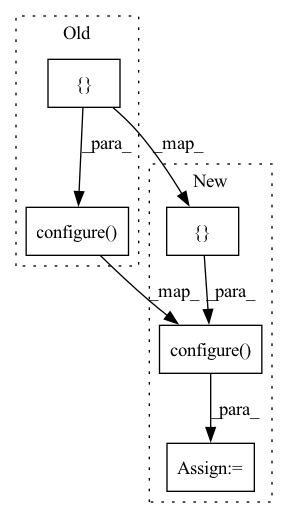 Old
{}
_para_
_map_
New
configure()
{}
_map_
_para_
configure()
_para_
Assign:=